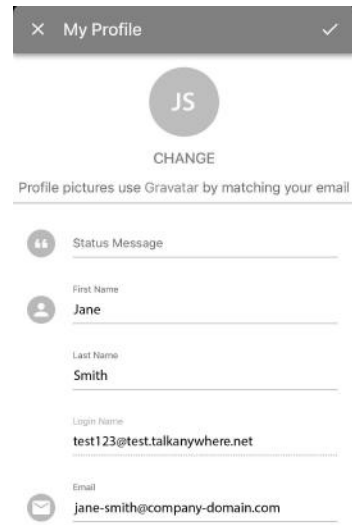 My Profile
JS
CHANGE
Profile pictures use Gravatar by matching your email
Status Message
First Name
Jane
Last Name
Smith
Login Name
test123@test.talkanywhere.net
Email
jane-smith@company-domain.com